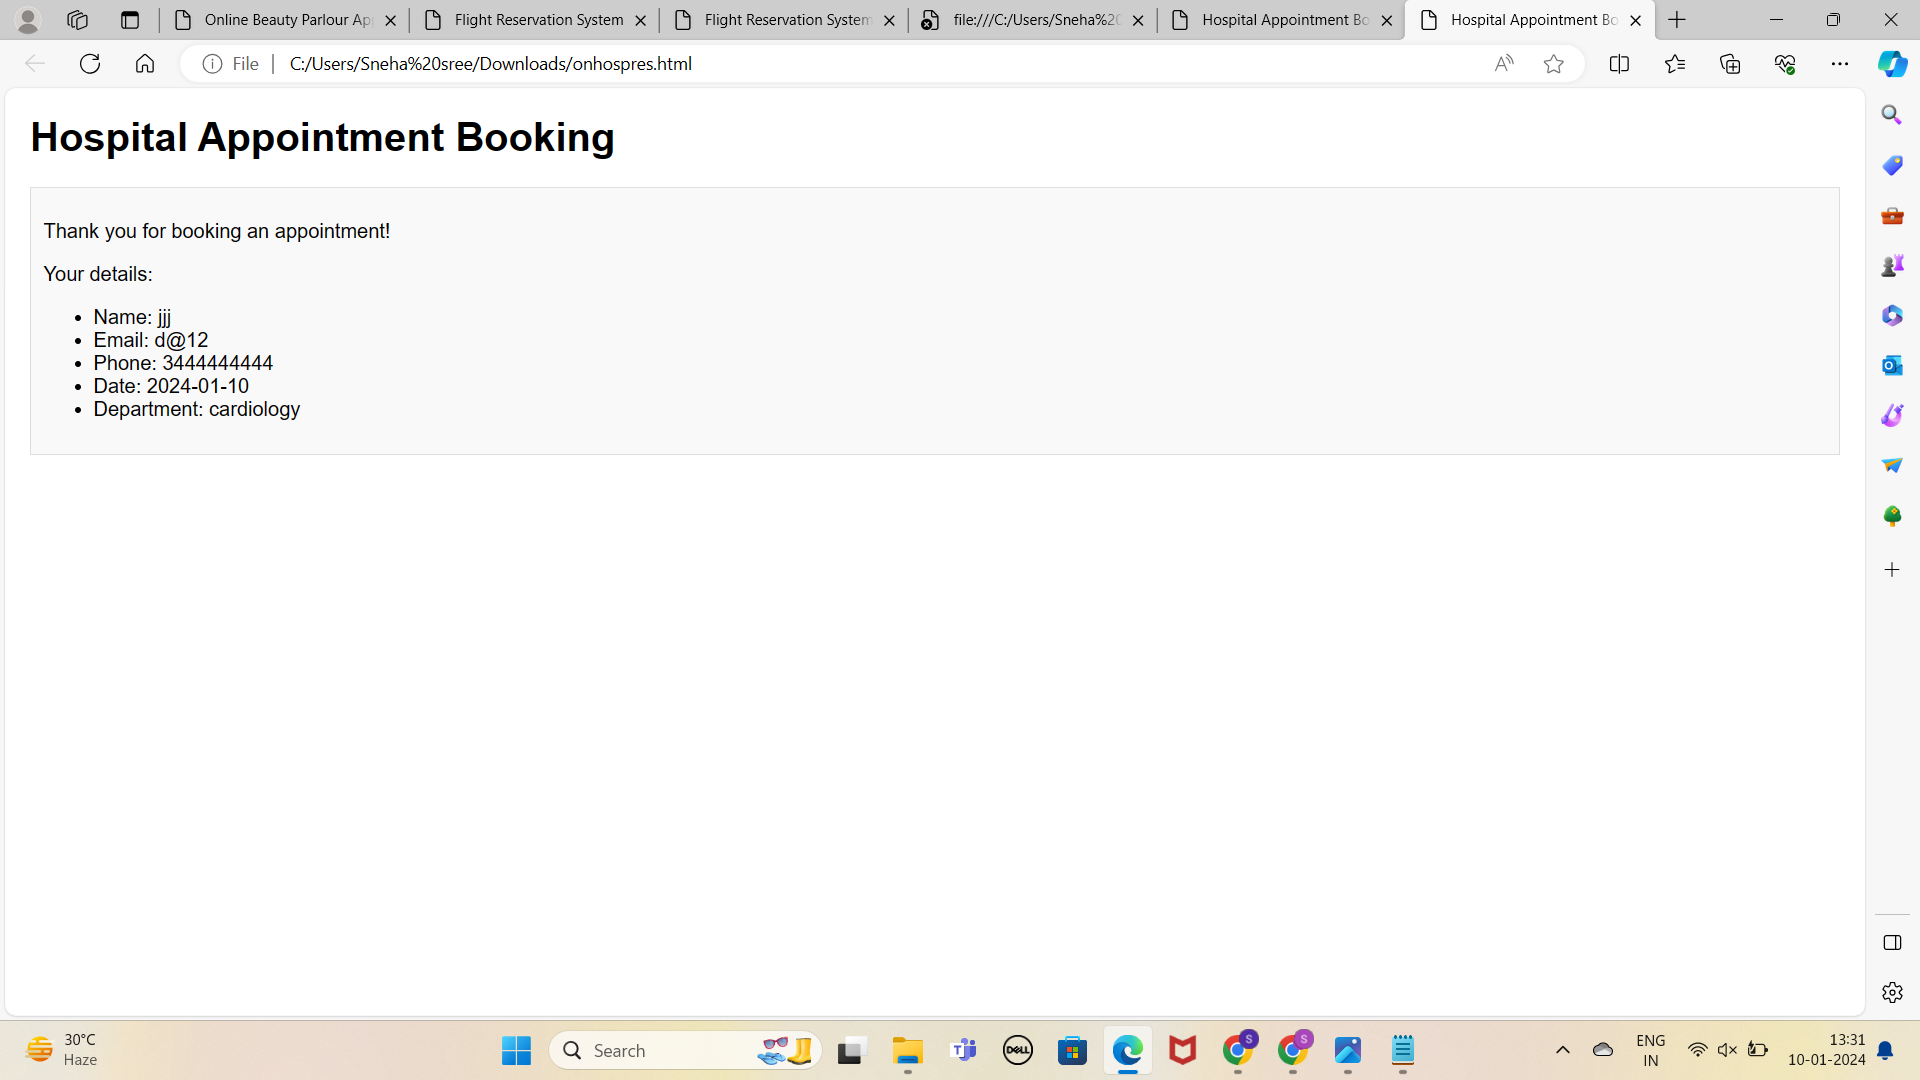 Online Beauty Parlour Ap
Flight Reservation System
Flight Reservation System
file:///C:/Users/Sneha%20
Hospital Appointment Bo
Hospital Appointment Bo
File
C:/Users/Sneha%20sree/Downloads/onhospres.html
Hospital Appointment Booking
Thank you for booking an appointment!
Your details:
• Name: jjj
• Email: d@12
• Phone: 3444444444
• Date: 2024-01-10
• Department: cardiology
30°C
Haze
Search
DELL
S
S
ENG
IN
13:31
10-01-2024